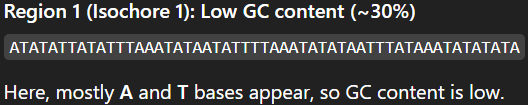 Region 1 (Isochore 1): Low GC content (~30%)
ATATATTATATTTAAATATAATATTTTAAATATATAATTTATAAATATATATA
Here, mostly A and T bases appear, so GC content is low.